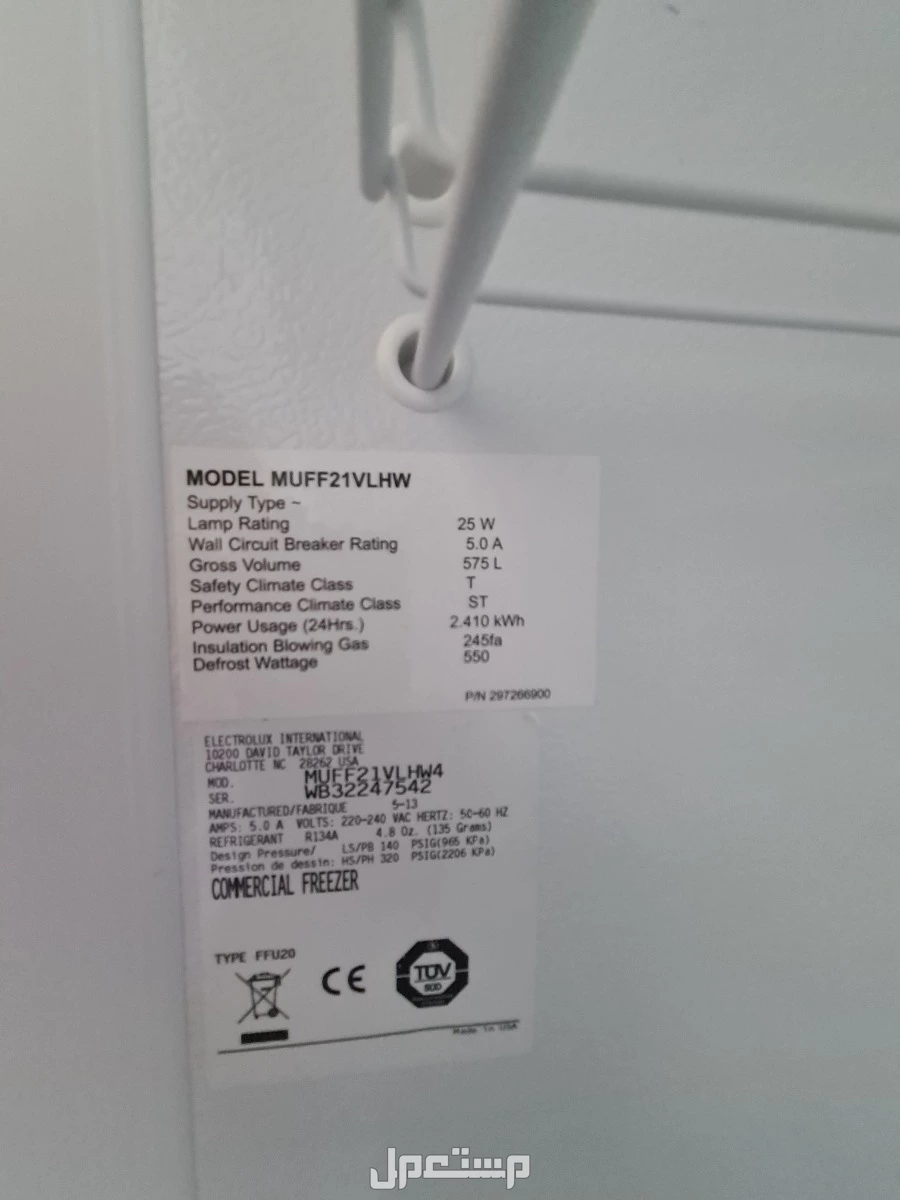 MODEL MUFF21VLHW
Supply Type ~
Lamp Rating 25 W
Wall Circuit Breaker Rating 5.0 A
Gross Volume 575 L
Safety Climate Class T
Performance Climate Class ST
Power Usage (24Hrs.) 2.410 kWh
Insulation Blowing Gas 245fa
Defrost Wattage 550
P/N 297266900
ELECTROLUX INTERNATIONAL
10200 DAVID TAYLOR DRIVE
CHARLOTTE NC 28262 USA
MOD. MUFF21VLHW4
SER. WB32247542
MANUFACTURED/FABRIQUE 5-13
AMPS: 5.0 A VOLTS: 220-240 VAC HERTZ: 50-60 HZ
REFRIGERANT R134A 4.8 Oz. (135 Grams)
Design Pressure/ LS/PB 140 PSIG(965 KPa)
Pression de dessin: HS/PH 320 PSIG(2206 KPa)
COMMERCIAL FREEZER
TYPE FFU20
CE
TÜV
SÜD
Made in USA
مستعمل